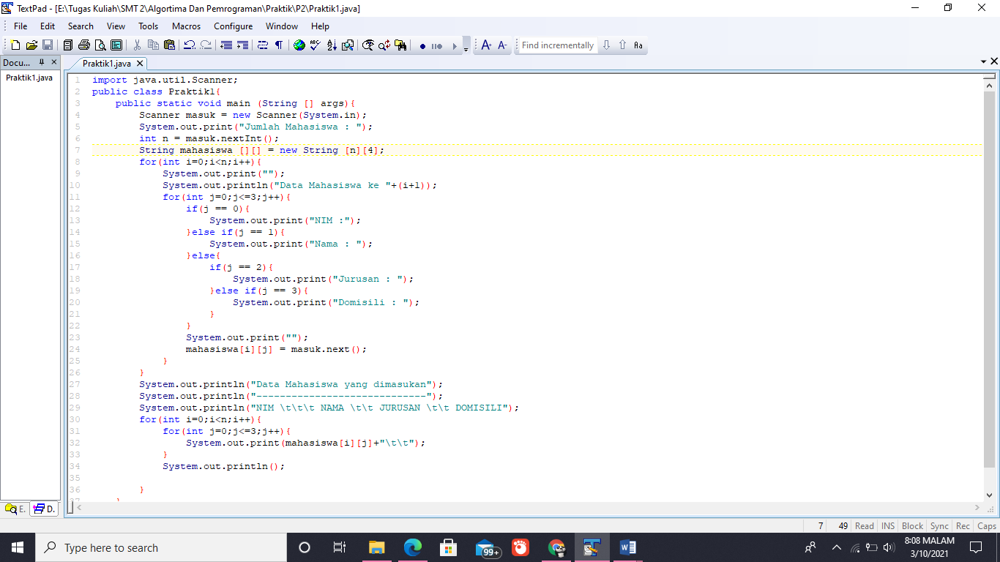 TextPad - [E:\Tugas Kuliah\SMT 2\Algortima Dan Pemrograman\Praktik\P2\Praktik1.java]
File Edit Search View Tools Macros Configure Window Help
Find incrementally Aa
Docu... Praktik1.java
Praktik1.java
1 import java.util.Scanner;
2 public class Praktik1{
3 public static void main (String [] args){
4 Scanner masuk = new Scanner(System.in);
5 System.out.print("Jumlah Mahasiswa : ");
6 int n = masuk.nextInt();
7 String mahasiswa [][] = new String [n][4];
8 for(int i=0;i<n;i++){
9 System.out.print("");
10 System.out.println("Data Mahasiswa ke "+(i+1));
11 for(int j=0;j<=3;j++){
12 if(j == 0){
13 System.out.print("NIM :");
14 }else if(j == 1){
15 System.out.print("Nama : ");
16 }else{
17 if(j == 2){
18 System.out.print("Jurusan : ");
19 }else if(j == 3){
20 System.out.print("Domisili : ");
21 }
22 }
23 System.out.print("");
24 mahasiswa[i][j] = masuk.next();
25 }
26 }
27 System.out.println("Data Mahasiswa yang dimasukan");
28 System.out.println("-----------------------------");
29 System.out.println("NIM \t\t\t NAMA \t\t JURUSAN \t\t DOMISILI");
30 for(int i=0;i<n;i++){
31 for(int j=0;j<=3;j++){
32 System.out.print(mahasiswa[i][j]+"\t\t");
33 }
34 System.out.println();
35
36 }
37 }
E. D.
7 49 Read INS Block Sync Rec Caps
Type here to search
99+
8:08 MALAM
3/10/2021